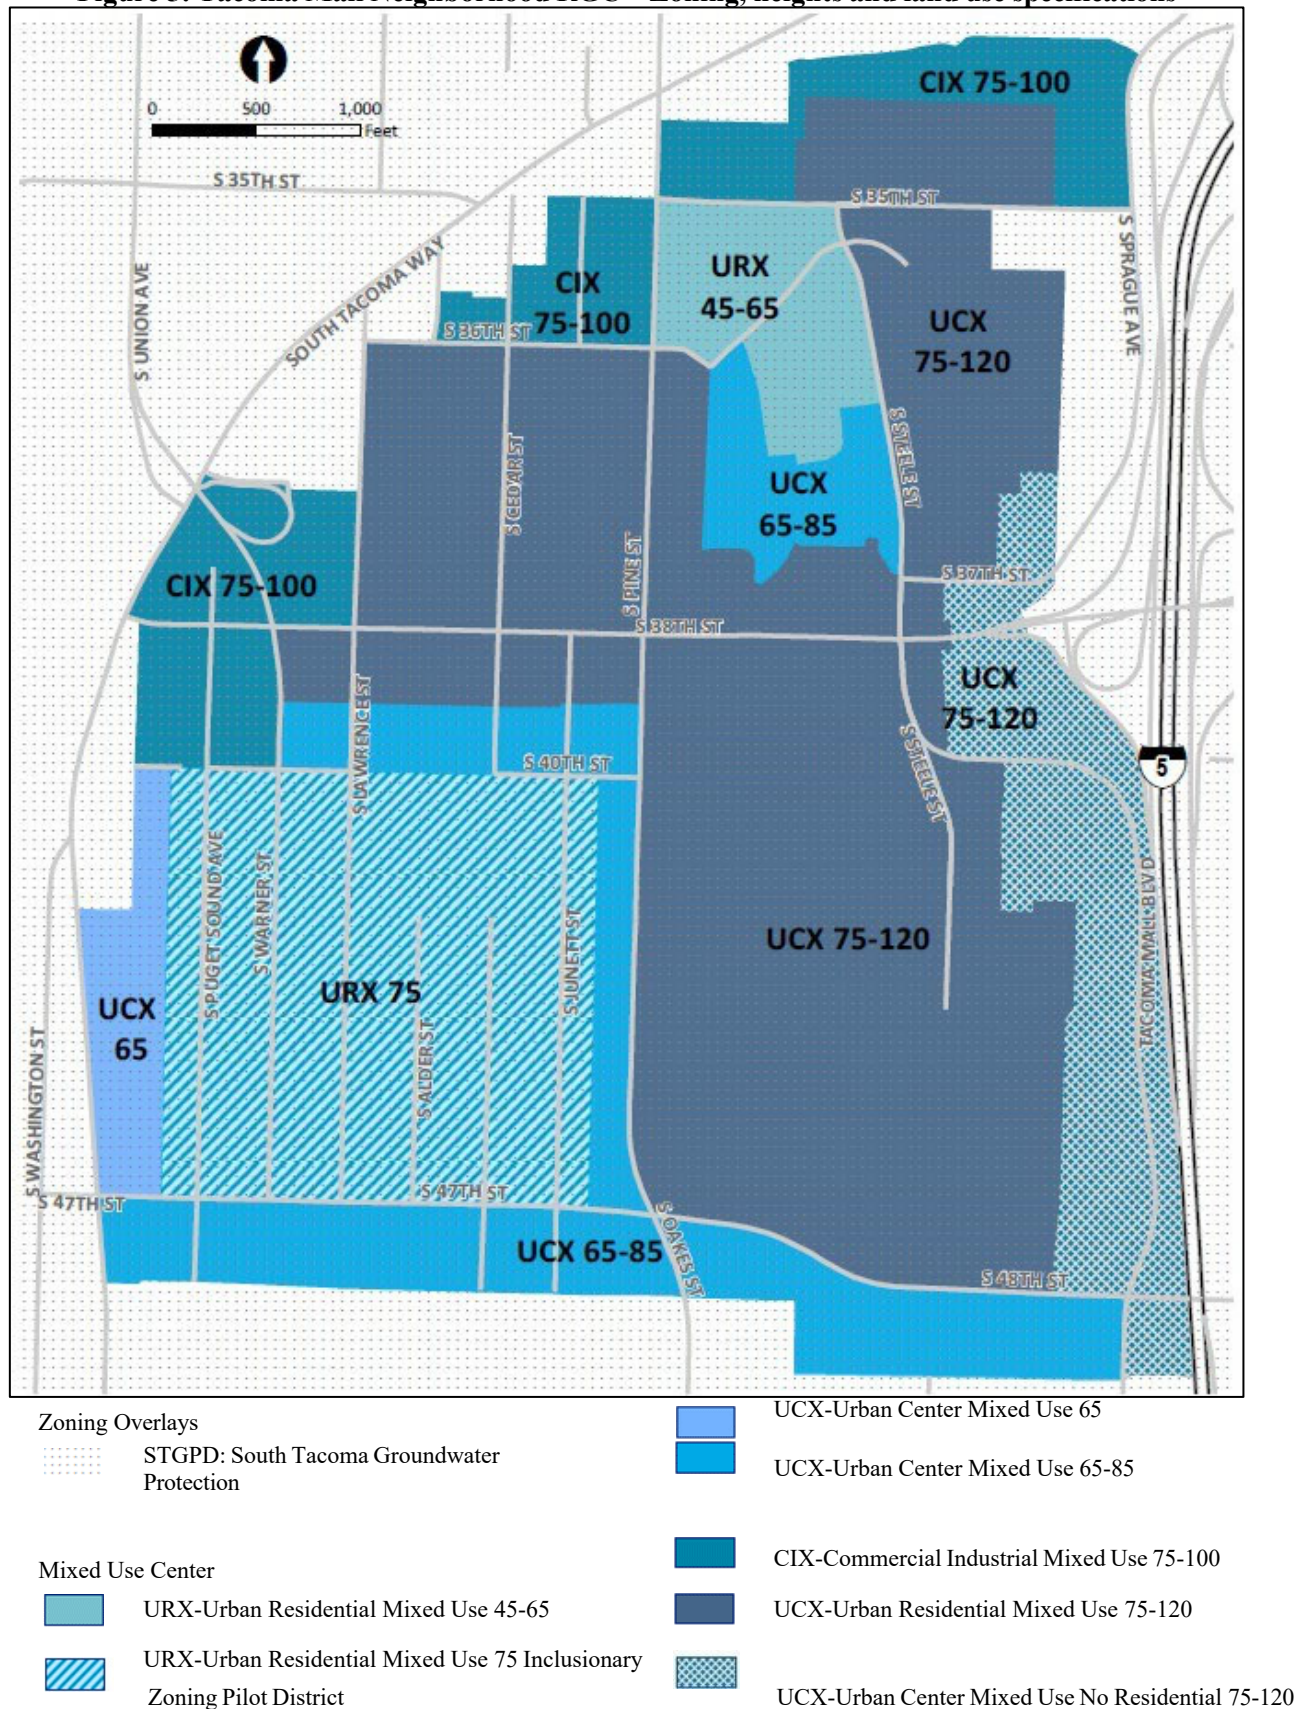 0 500 1,000
Feet
CIX 75-100
S 35TH ST
S 35TH ST
S UNION AVE
SOUTH TACOMA WAY
S SPRAGUE AVE
URX
45-65
CIX
75-100
S 36TH ST
UCX
75-120
S CEDAR ST
S STEELE ST
UCX
65-85
S PINE ST
S 37TH ST
CIX 75-100
S 38TH ST
UCX
75-120
S LAWRENCE ST
S STEELE ST
S 40TH ST
5
S PUGET SOUND AVE
S WARNER ST
S JUNETT ST
TACOMA MALL BLVD
UCX 75-120
URX 75
UCX
65
S ALDER ST
S WASHINGTON ST
S 47TH ST
S 47TH ST
S OAKES ST
UCX 65-85
S 48TH ST
Zoning Overlays
STGPD: South Tacoma Groundwater
Protection
Mixed Use Center
URX-Urban Residential Mixed Use 45-65
URX-Urban Residential Mixed Use 75 Inclusionary
Zoning Pilot District
UCX-Urban Center Mixed Use 65
UCX-Urban Center Mixed Use 65-85
CIX-Commercial Industrial Mixed Use 75-100
UCX-Urban Residential Mixed Use 75-120
UCX-Urban Center Mixed Use No Residential 75-120